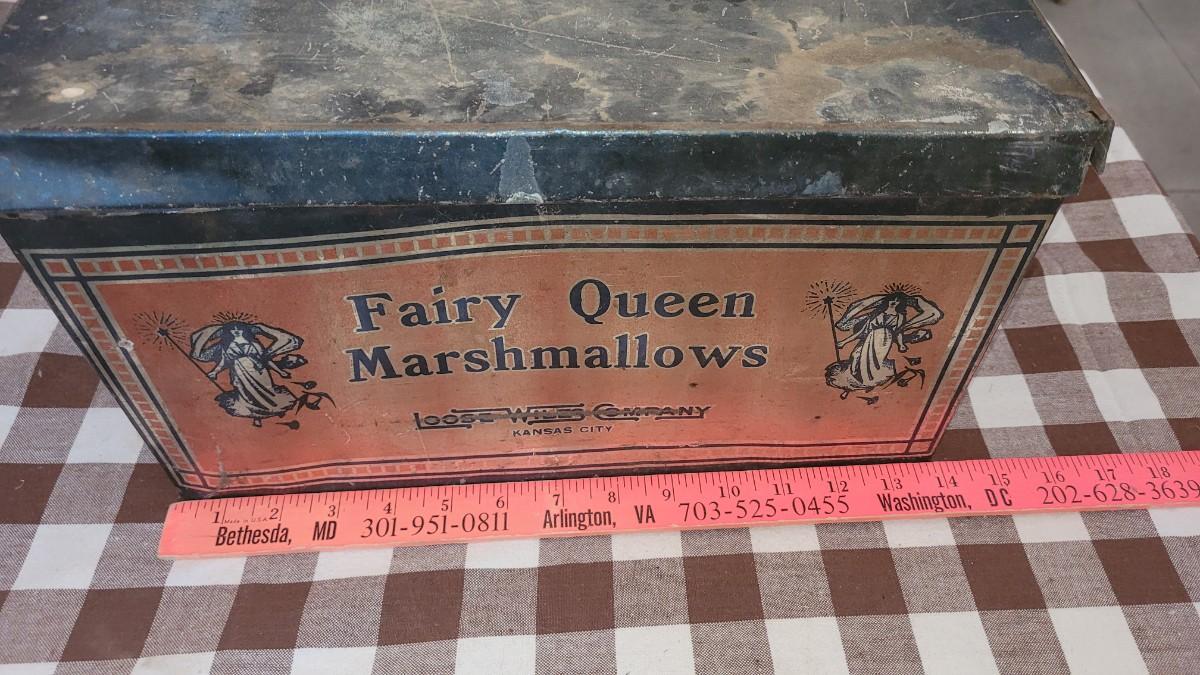 Fairy Queen
Marshmallows
LOOSE-WILES COMPANY
KANSAS CITY
1 2 3 4 5 6 7 8 9 10 11 12 13 14 15 16 17 18
Made in U.S.A.
Bethesda, MD 301-951-0811 Arlington, VA 703-525-0455 Washington, DC 202-628-3639